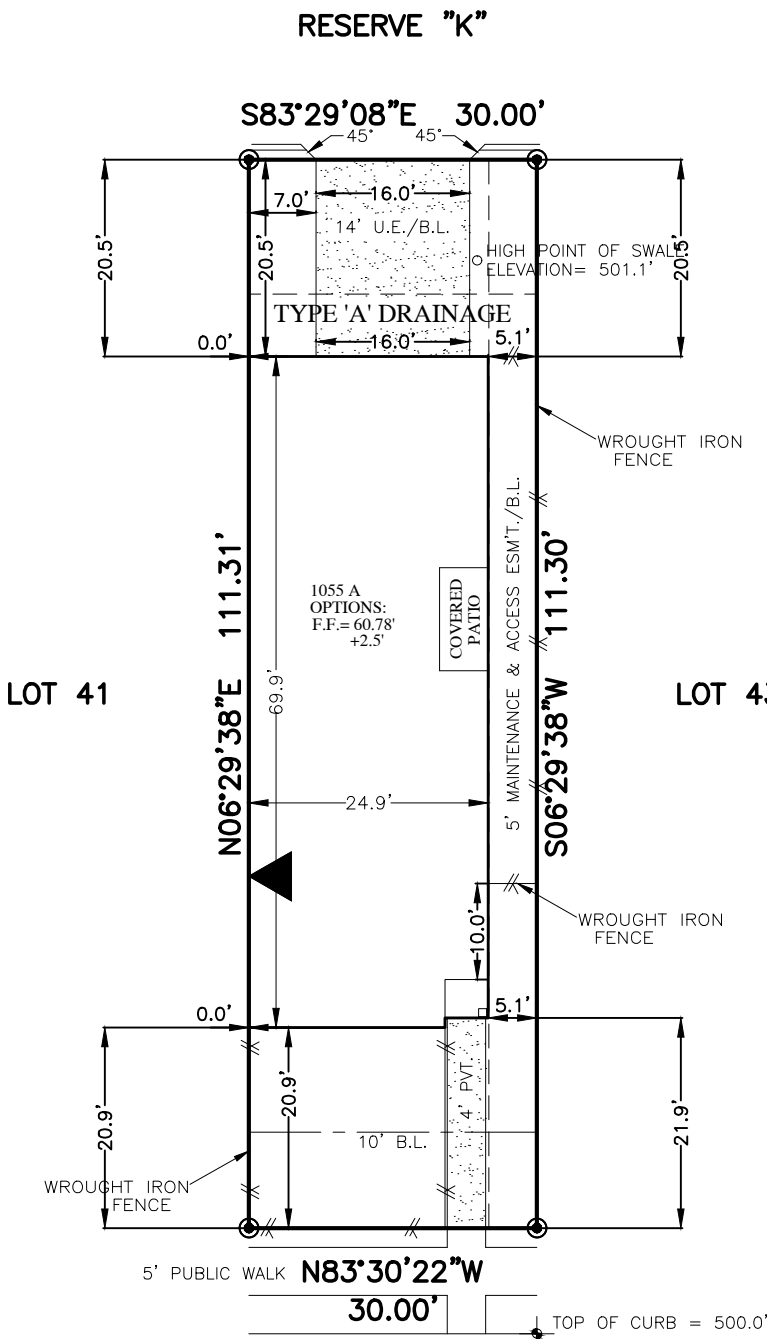 RESERVE "K"
S83°29'08"E 30.00'
45° 45°
7.0' 16.0'
14' U.E./B.L.
20.5' 20.5' 20.5'
HIGH POINT OF SWALE
ELEVATION= 501.1'
TYPE 'A' DRAINAGE
0.0' 16.0' 5.1'
WROUGHT IRON
FENCE
N06°29'38"E 111.31'
1055 A
OPTIONS:
F.F.= 60.78'
+2.5'
COVERED
PATIO
5' MAINTENANCE & ACCESS ESM'T./B.L.
S06°29'38"W 111.30'
LOT 41
69.9'
LOT 43
24.9'
10.0'
WROUGHT IRON
FENCE
0.0' 5.1'
20.9' 20.9'
4' PVT.
21.9'
10' B.L.
WROUGHT IRON
FENCE
5' PUBLIC WALK N83°30'22"W
30.00'
TOP OF CURB = 500.0'